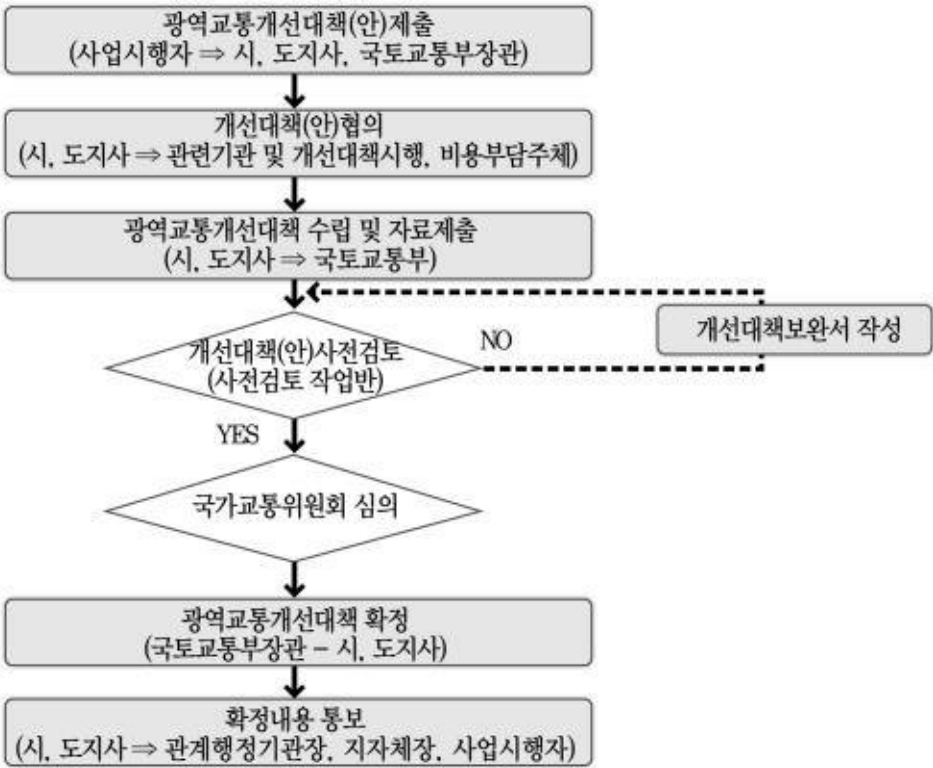 광역교통개선대책(안)제출
(사업시행자 ⇒ 시, 도지사, 국토교통부장관)
개선대책(안)협의
(시, 도지사 ⇒ 관련기관 및 개선대책시행, 비용부담주체)
광역교통개선대책 수립 및 자료제출
(시, 도지사 ⇒ 국토교통부)
개선대책(안)사전검토
(사전검토 작업반)
NO
개선대책보완서 작성
YES
국가교통위원회 심의
광역교통개선대책 확정
(국토교통부장관 - 시, 도지사)
확정내용 통보
(시, 도지사 ⇒ 관계행정기관장, 지자체장, 사업시행자)